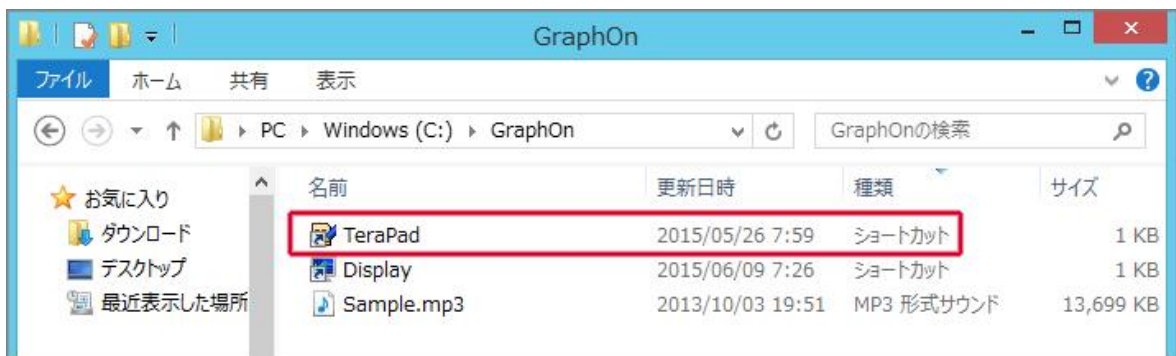 GraphOn
ファイル ホーム 共有 表示
PC Windows (C:) GraphOn GraphOnの検索
名前 更新日時 種類 サイズ
お気に入り
TeraPad 2015/05/26 7:59 ショートカット 1 KB
ダウンロード
Display 2015/06/09 7:26 ショートカット 1 KB
デスクトップ
Sample.mp3 2013/10/03 19:51 MP3 形式サウンド 13,699 KB
最近表示した場所